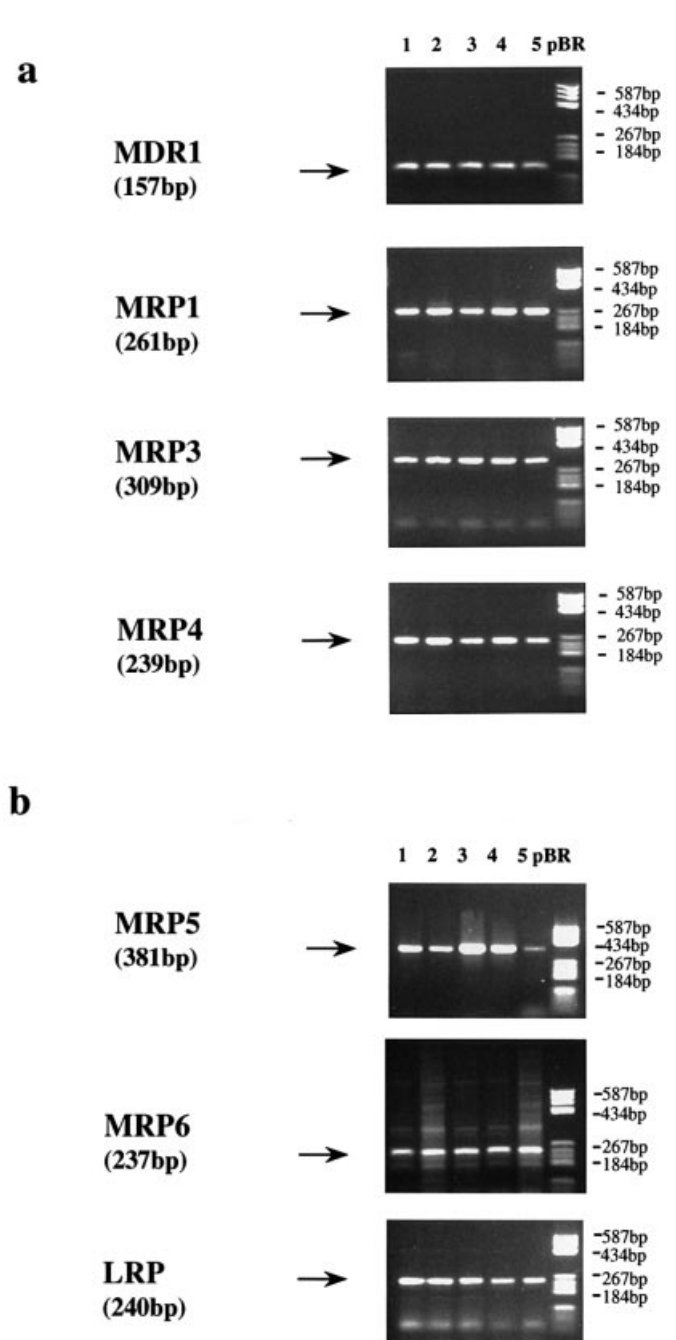 1 2 3 4 5 pBR
a
MDR1
(157bp)
- 587bp
- 434bp
- 267bp
- 184bp
MRP1
(261bp)
- 587bp
- 434bp
- 267bp
- 184bp
MRP3
(309bp)
- 587bp
- 434bp
- 267bp
- 184bp
MRP4
(239bp)
- 587bp
- 434bp
- 267bp
- 184bp
b
1 2 3 4 5 pBR
MRP5
(381bp)
-587bp
-434bp
-267bp
-184bp
MRP6
(237bp)
-587bp
-434bp
-267bp
-184bp
LRP
(240bp)
-587bp
-434bp
-267bp
-184bp